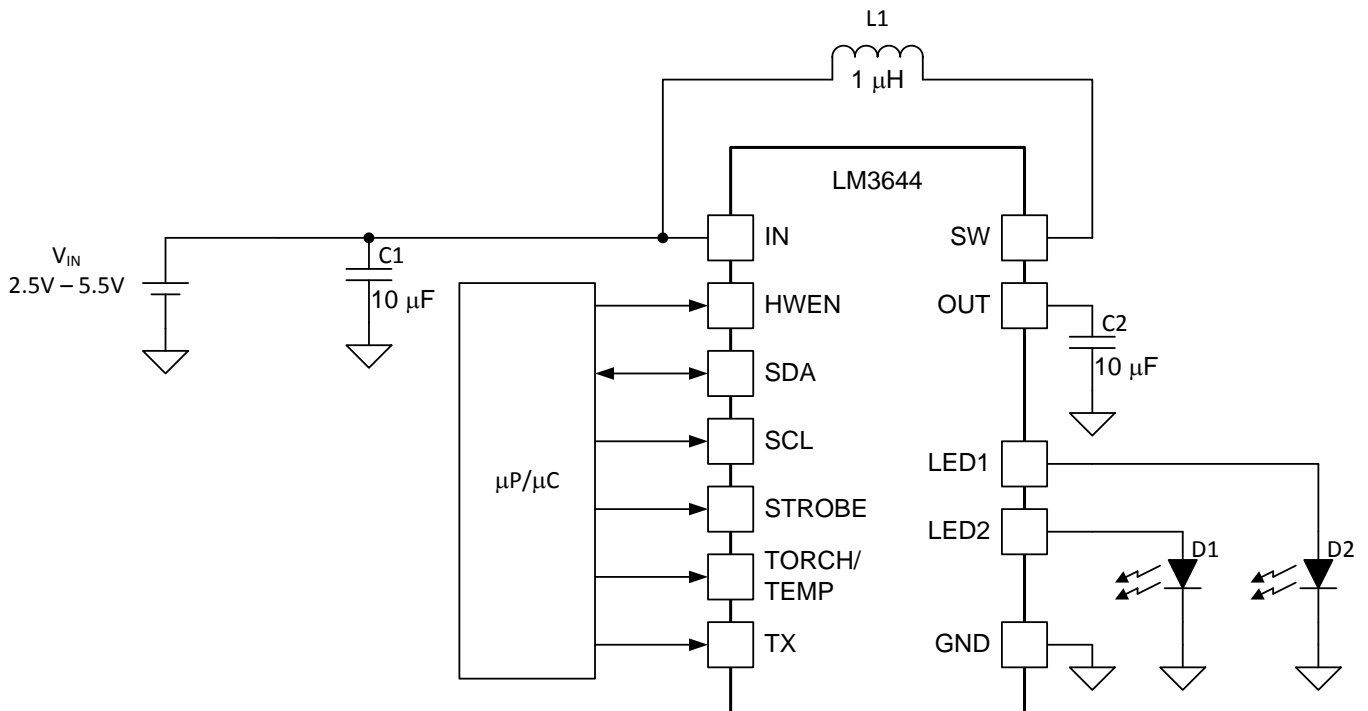 L1
1 μH
LM3644
IN
SW
V_IN
2.5V – 5.5V
C1
10 μF
HWEN
OUT
C2
10 μF
SDA
SCL
LED1
μP/μC
STROBE
LED2
TORCH/
TEMP
D1
D2
TX
GND